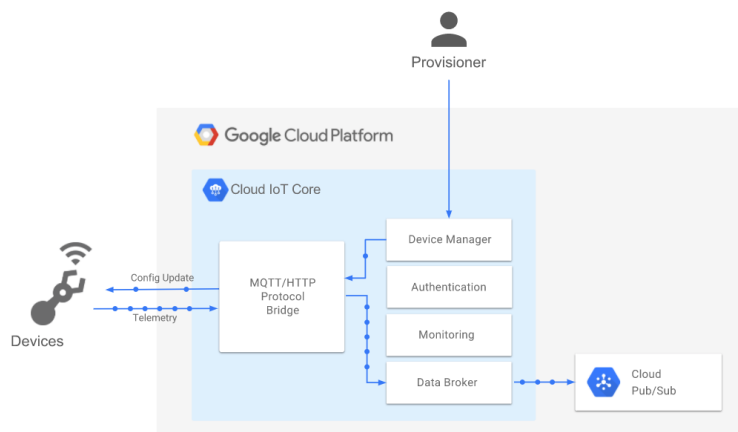 Provisioner
Google Cloud Platform
Cloud IoT Core
Device Manager
Config Update
MQTT/HTTP
Protocol
Bridge
Authentication
Telemetry
Monitoring
Devices
Data Broker
Cloud
Pub/Sub